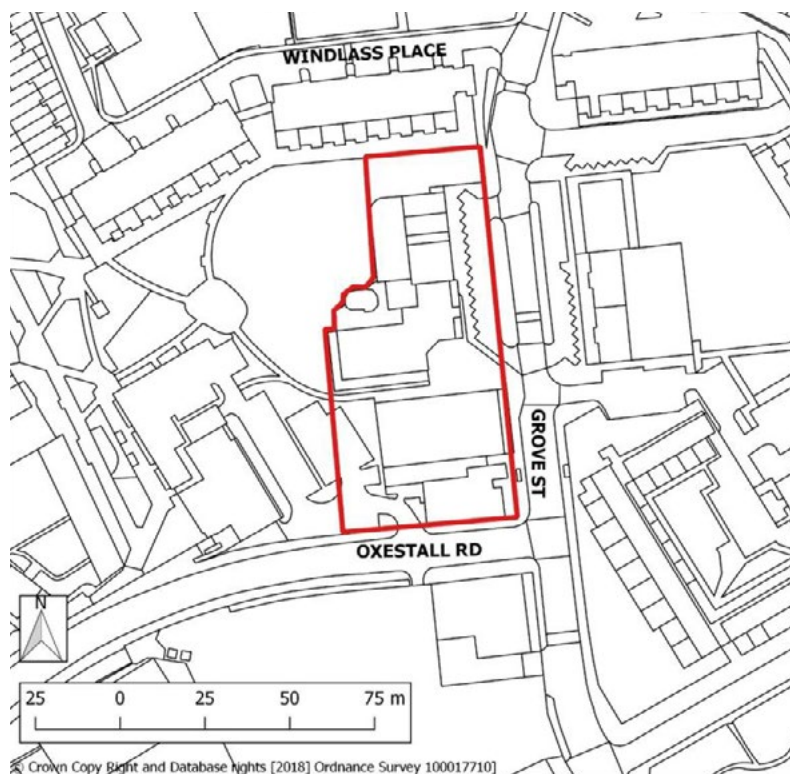 WINDLASS PLACE
GROVE ST
OXESTALL RD
N
25 0 25 50 75 m
© Crown Copy Right and Database rights [2018] Ordnance Survey 100017710]